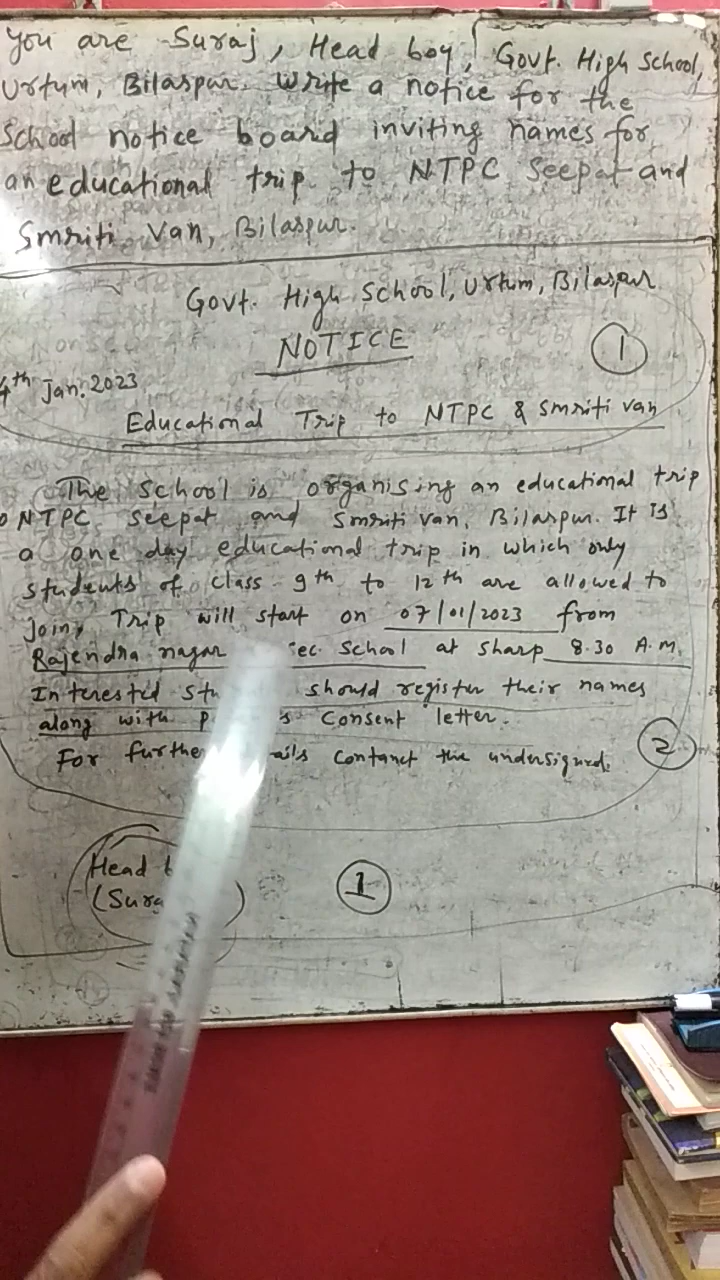 You are Suraj, Head boy, Govt. High School,
Urtum, Bilaspur. Write a notice for the
School notice board inviting names for
an educational trip to NTPC Seepat and
Smriti Van, Bilaspur.
Govt. High School, Urtum, Bilaspur
NOTICE
1
4th Jan. 2023
Educational Trip to NTPC & Smriti van
The School is organising an educational trip
NTPC Seepat and Smriti van, Bilaspur. It is
a one day educational trip in which only
students of class 9th to 12th are allowed to
join, Trip will start on 07/01/2023 from
Rajendra nagar ec. School at sharp 8.30 A.M.
Interested should register their names
along with consent letter.
For contanct the undersigned.
2
Head
(Sura
1